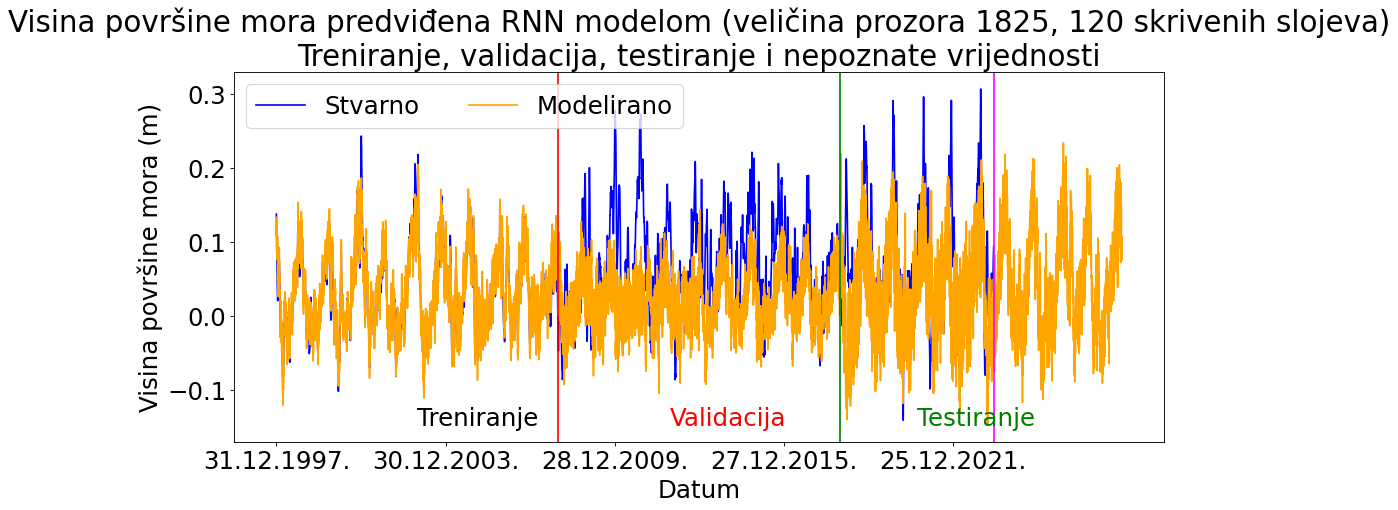 Visina površine mora predviđena RNN modelom (veličina prozora 1825, 120 skrivenih slojeva)
Treniranje, validacija, testiranje i nepoznate vrijednosti
Stvarno
Modelirano
Visina površine mora (m)
0.3
0.2
0.1
0.0
−0.1
Treniranje
Validacija
Testiranje
31.12.1997.
30.12.2003.
28.12.2009.
27.12.2015.
25.12.2021.
Datum